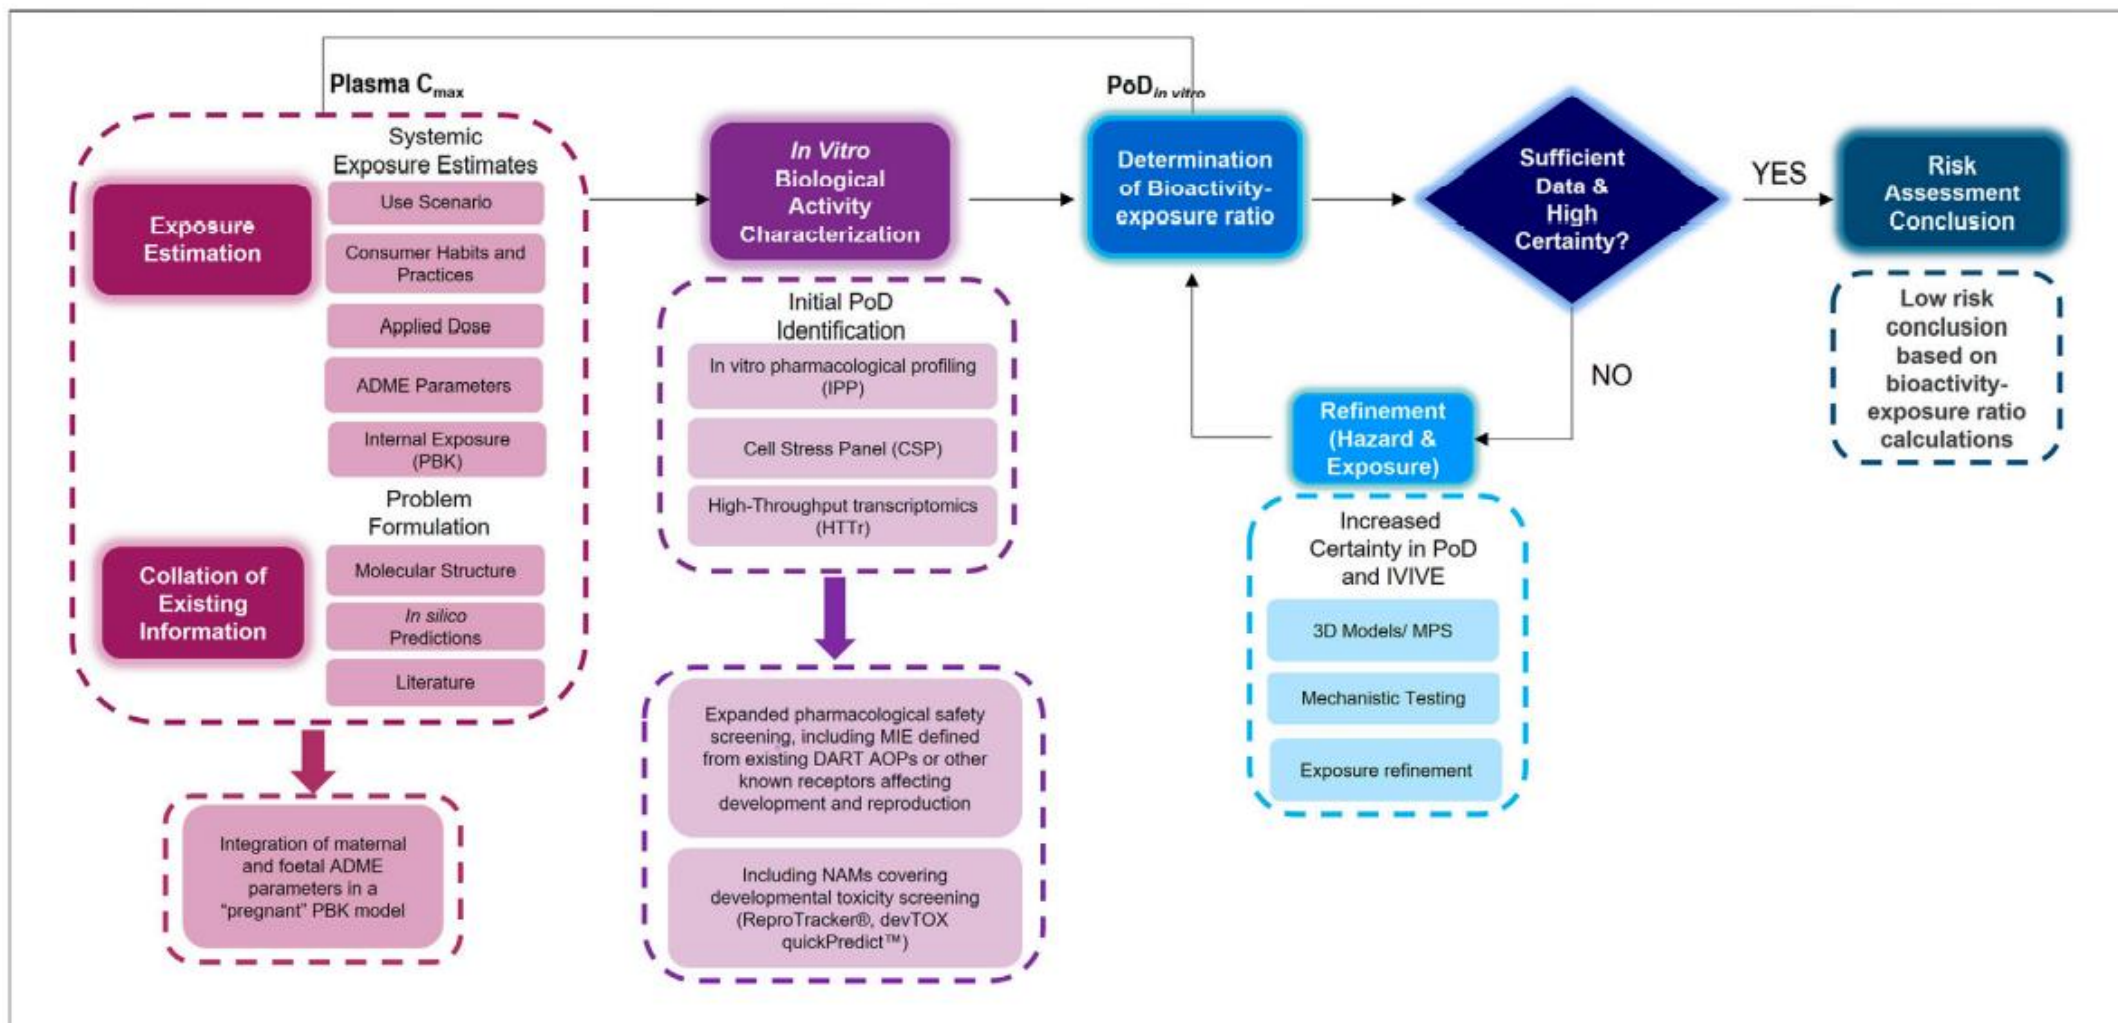 Plasma Cmax
PoDin vitro
Systemic
Exposure Estimates
Exposure
Estimation
Use Scenario
Consumer Habits and
Practices
Applied Dose
ADME Parameters
Internal Exposure
(PBK)
Problem
Formulation
Collation of
Existing
Information
Molecular Structure
In silico
Predictions
Literature
Integration of maternal
and foetal ADME
parameters in a
“pregnant” PBK model
In Vitro
Biological
Activity
Characterization
Initial PoD
Identification
In vitro pharmacological profiling
(IPP)
Cell Stress Panel (CSP)
High-Throughput transcriptomics
(HTTr)
Expanded pharmacological safety
screening, including MIE defined
from existing DART AOPs or other
known receptors affecting
development and reproduction
Including NAMs covering
developmental toxicity screening
(ReproTracker®, devTOX
quickPredict™)
Determination
of Bioactivity-
exposure ratio
Sufficient
Data &
High
Certainty?
YES
NO
Refinement
(Hazard &
Exposure)
Increased
Certainty in PoD
and IVIVE
3D Models/ MPS
Mechanistic Testing
Exposure refinement
Risk
Assessment
Conclusion
Low risk
conclusion
based on
bioactivity-
exposure ratio
calculations